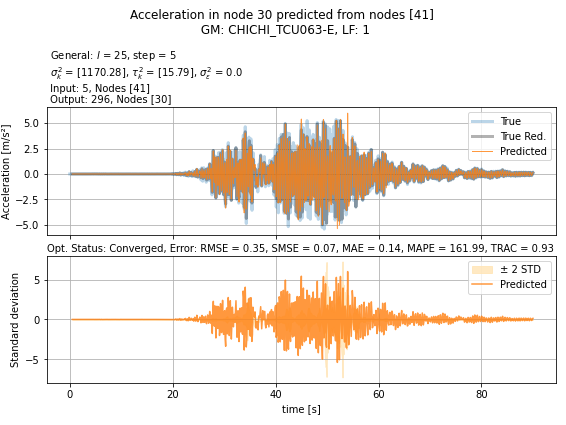 Acceleration in node 30 predicted from nodes [41]
GM: CHICHI_TCU063-E, LF: 1
General: l = 25, step = 5
σ²ₖ = [1170.28], τ²ₖ = [15.79], σ²ε = 0.0
Input: 5, Nodes [41]
Output: 296, Nodes [30]
Acceleration [m/s²]
5.0
2.5
0.0
−2.5
−5.0
True
True Red.
Predicted
Opt. Status: Converged, Error: RMSE = 0.35, SMSE = 0.07, MAE = 0.14, MAPE = 161.99, TRAC = 0.93
Standard deviation
5
0
−5
± 2 STD
Predicted
0 20 40 60 80
time [s]